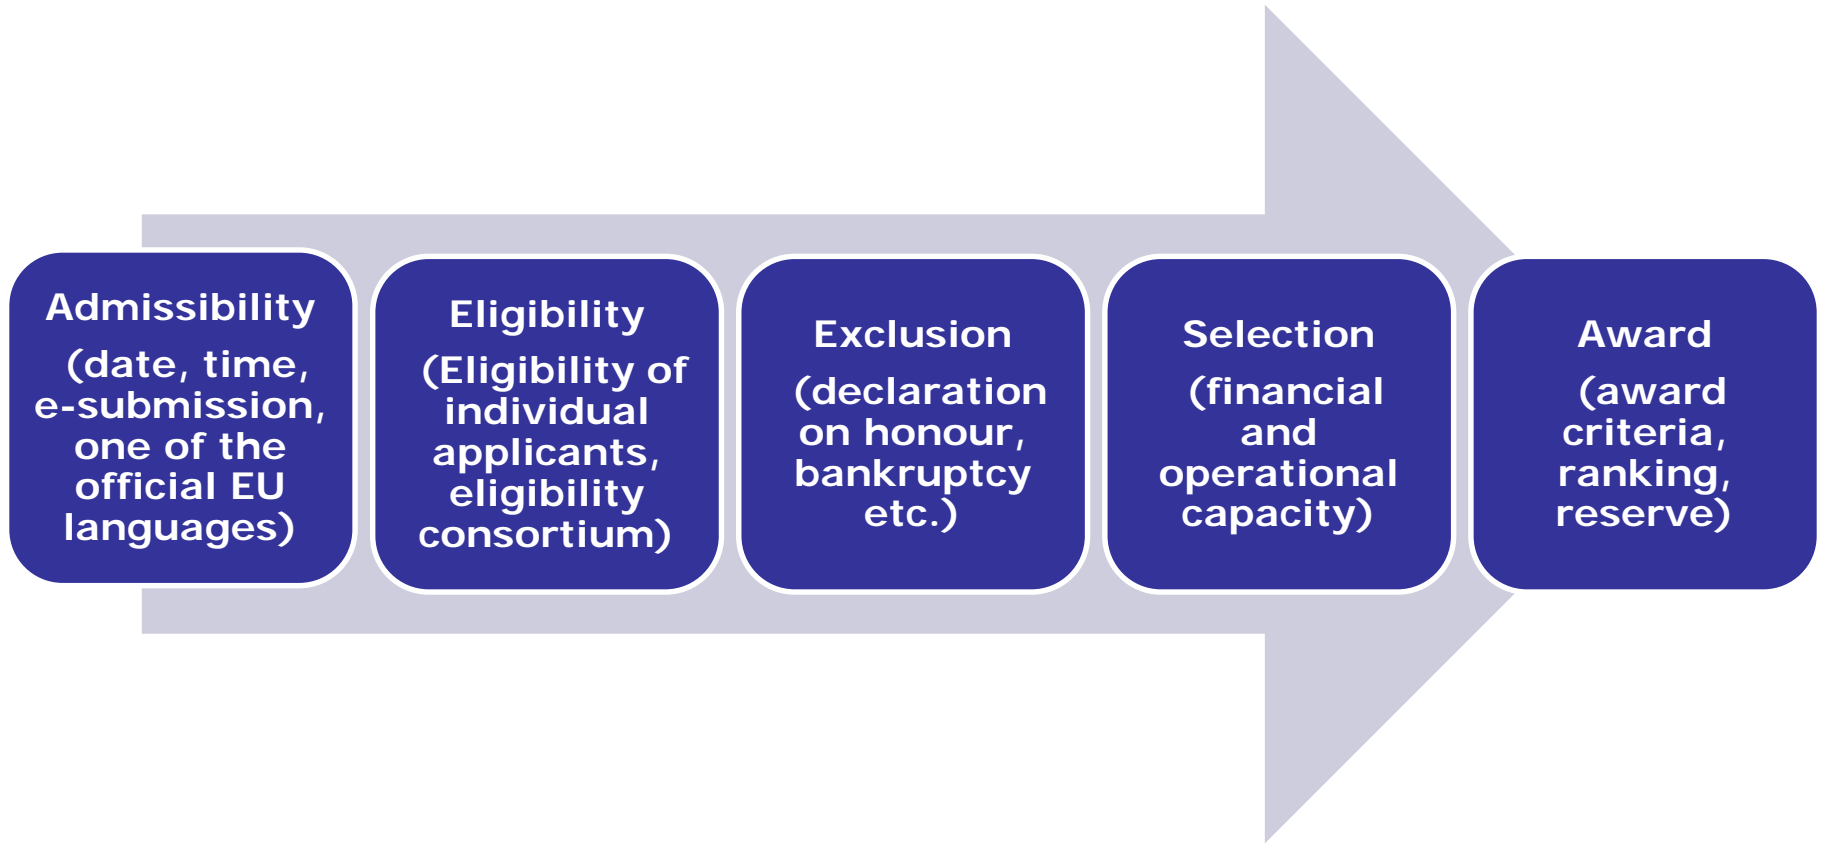 Admissibility
(date, time,
e-submission,
one of the
official EU
languages)
Eligibility
(Eligibility of
individual
applicants,
eligibility
consortium)
Exclusion
(declaration
on honour,
bankruptcy
etc.)
Selection
(financial
and
operational
capacity)
Award
(award
criteria,
ranking,
reserve)